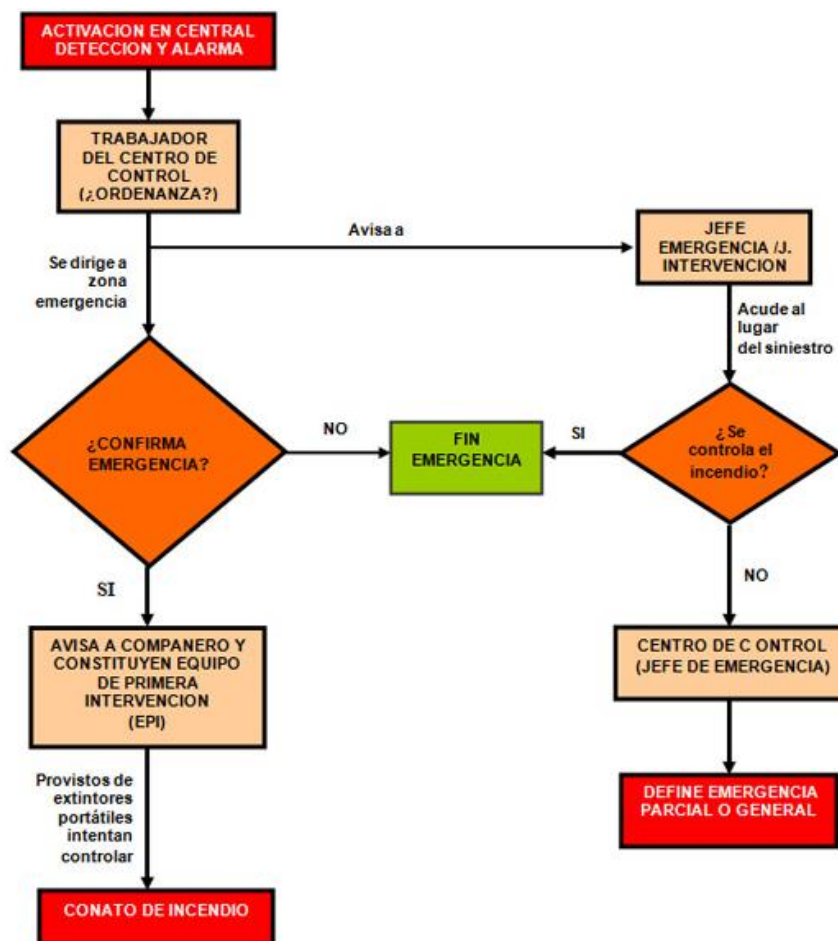 ACTIVACION EN CENTRAL
DETECCION Y ALARMA
TRABAJADOR
DEL CENTRO DE
CONTROL
(¿ORDENANZA?)
Avisa a
JEFE
EMERGENCIA /J.
INTERVENCION
Se dirige a
zona
emergencia
Acude al
lugar
del siniestro
¿CONFIRMA
EMERGENCIA?
NO
FIN
EMERGENCIA
SI
¿Se
controla el
incendio?
SI
NO
AVISA A COMPANERO Y
CONSTITUYEN EQUIPO
DE PRIMERA
INTERVENCION
(EPI)
CENTRO DE C ONTROL
(JEFE DE EMERGENCIA)
Provistos de
extintores
portátiles
intentan
controlar
DEFINE EMERGENCIA
PARCIAL O GENERAL
CONATO DE INCENDIO